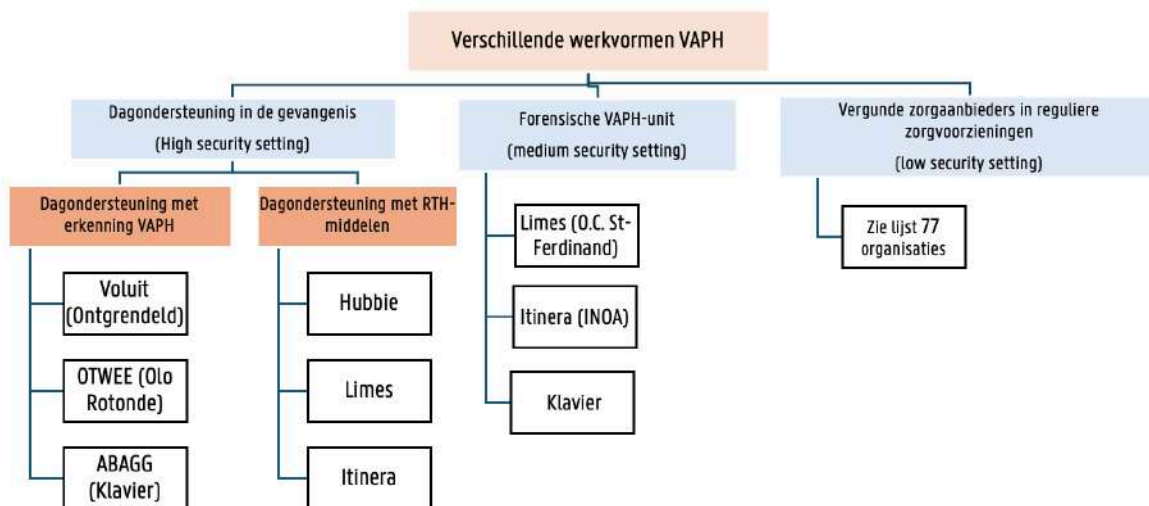 Verschillende werkvormen VAPH
Dagondersteuning in de gevangenis
(High security setting)
Dagondersteuning met
erkenning VAPH
Voluit
(Ontgrendeld)
OTWEE (Olo
Rotonde)
ABAGG
(Klavier)
Dagondersteuning met RTH-
middelen
Hubbie
Limes
Itinera
Forensische VAPH-unit
(medium security setting)
Limes (O.C. St-
Ferdinand)
Itinera (INOA)
Klavier
Vergunde zorgaanbieders in reguliere
zorgvoorzieningen
(low security setting)
Zie lijst 77
organisaties